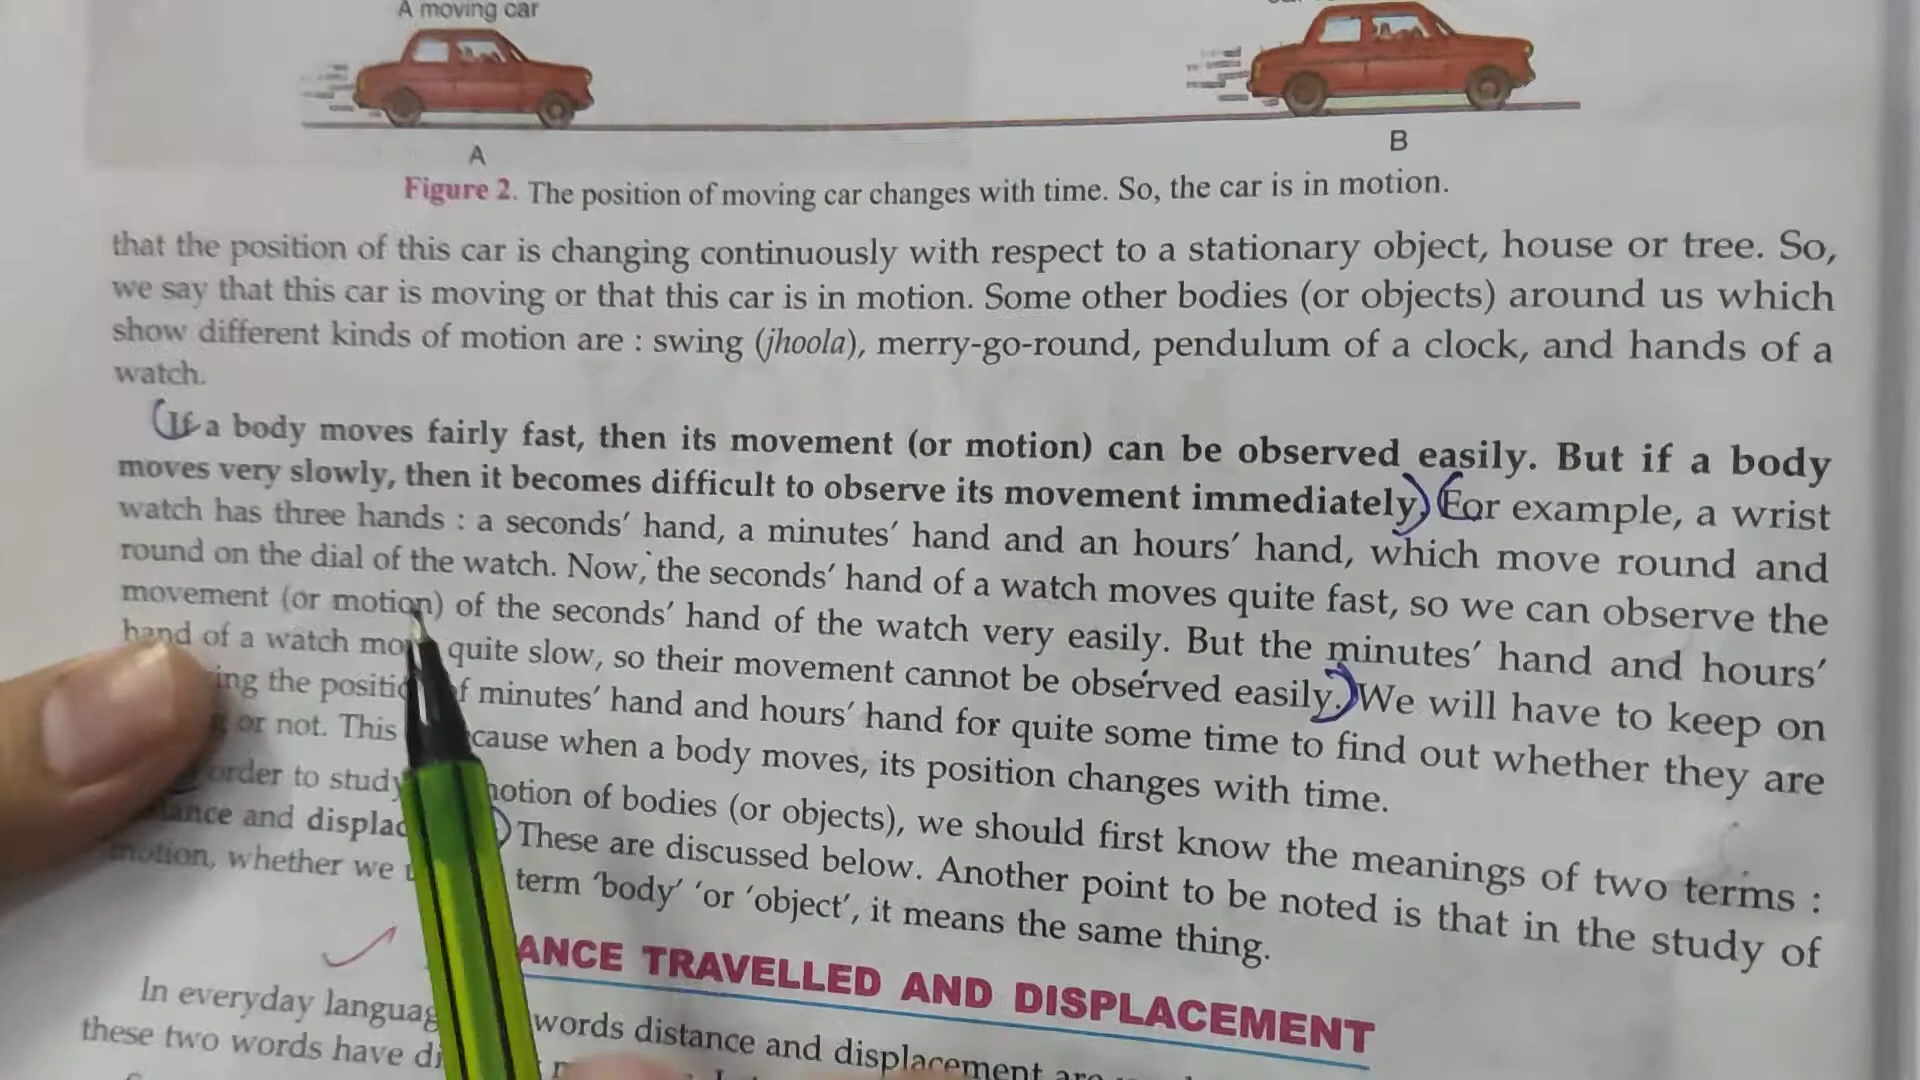 A moving car
A
B
Figure 2. The position of moving car changes with time. So, the car is in motion.
that the position of this car is changing continuously with respect to a stationary object, house or tree. So,
we say that this car is moving or that this car is in motion. Some other bodies (or objects) around us which
show different kinds of motion are : swing (jhoola), merry-go-round, pendulum of a clock, and hands of a
watch.
If a body moves fairly fast, then its movement (or motion) can be observed easily. But if a body
moves very slowly, then it becomes difficult to observe its movement immediately. For example, a wrist
watch has three hands : a seconds' hand, a minutes' hand and an hours' hand, which move round and
round on the dial of the watch. Now, the seconds' hand of a watch moves quite fast, so we can observe the
movement (or motion) of the seconds' hand of the watch very easily. But the minutes' hand and hours'
hand of a watch quite slow, so their movement cannot be observed easily. We will have to keep on
the of minutes' hand and hours' hand for quite some time to find out whether they are
or not. This when a body moves, its position changes with time.
order to study motion of bodies (or objects), we should first know the meanings of two terms :
and These are discussed below. Another point to be noted is that in the study of
motion, whether we term 'body' 'or 'object', it means the same thing.
TRAVELLED AND DISPLACEMENT
In everyday words distance and displacement
these two words have